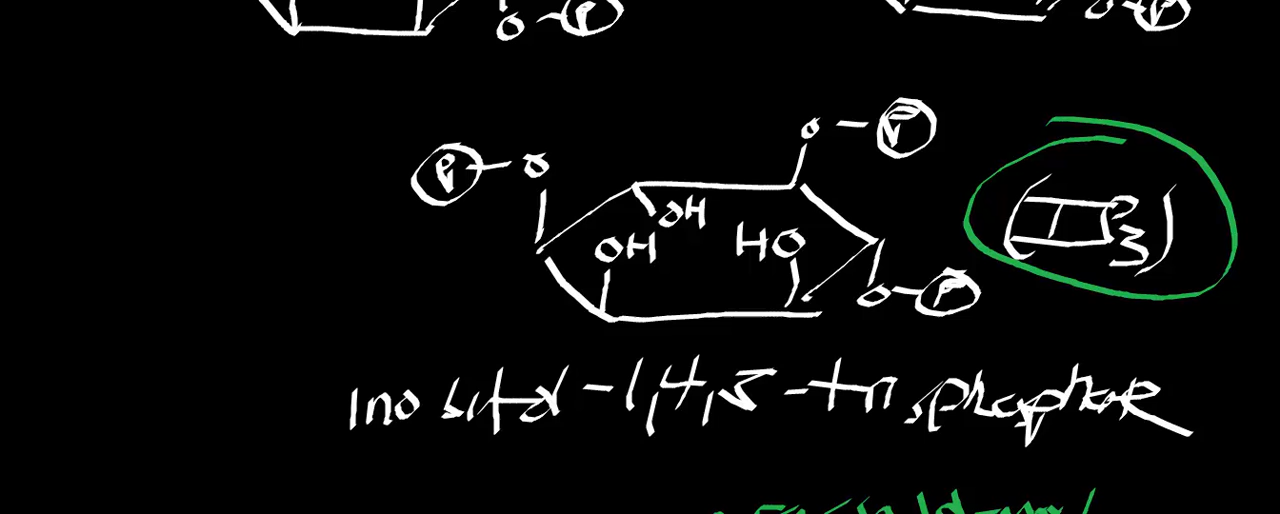 O-P O-P
O-P
P-O
OH
OH HO
O-P
(IP3)
Inositol-1,4,5-trisphosphate